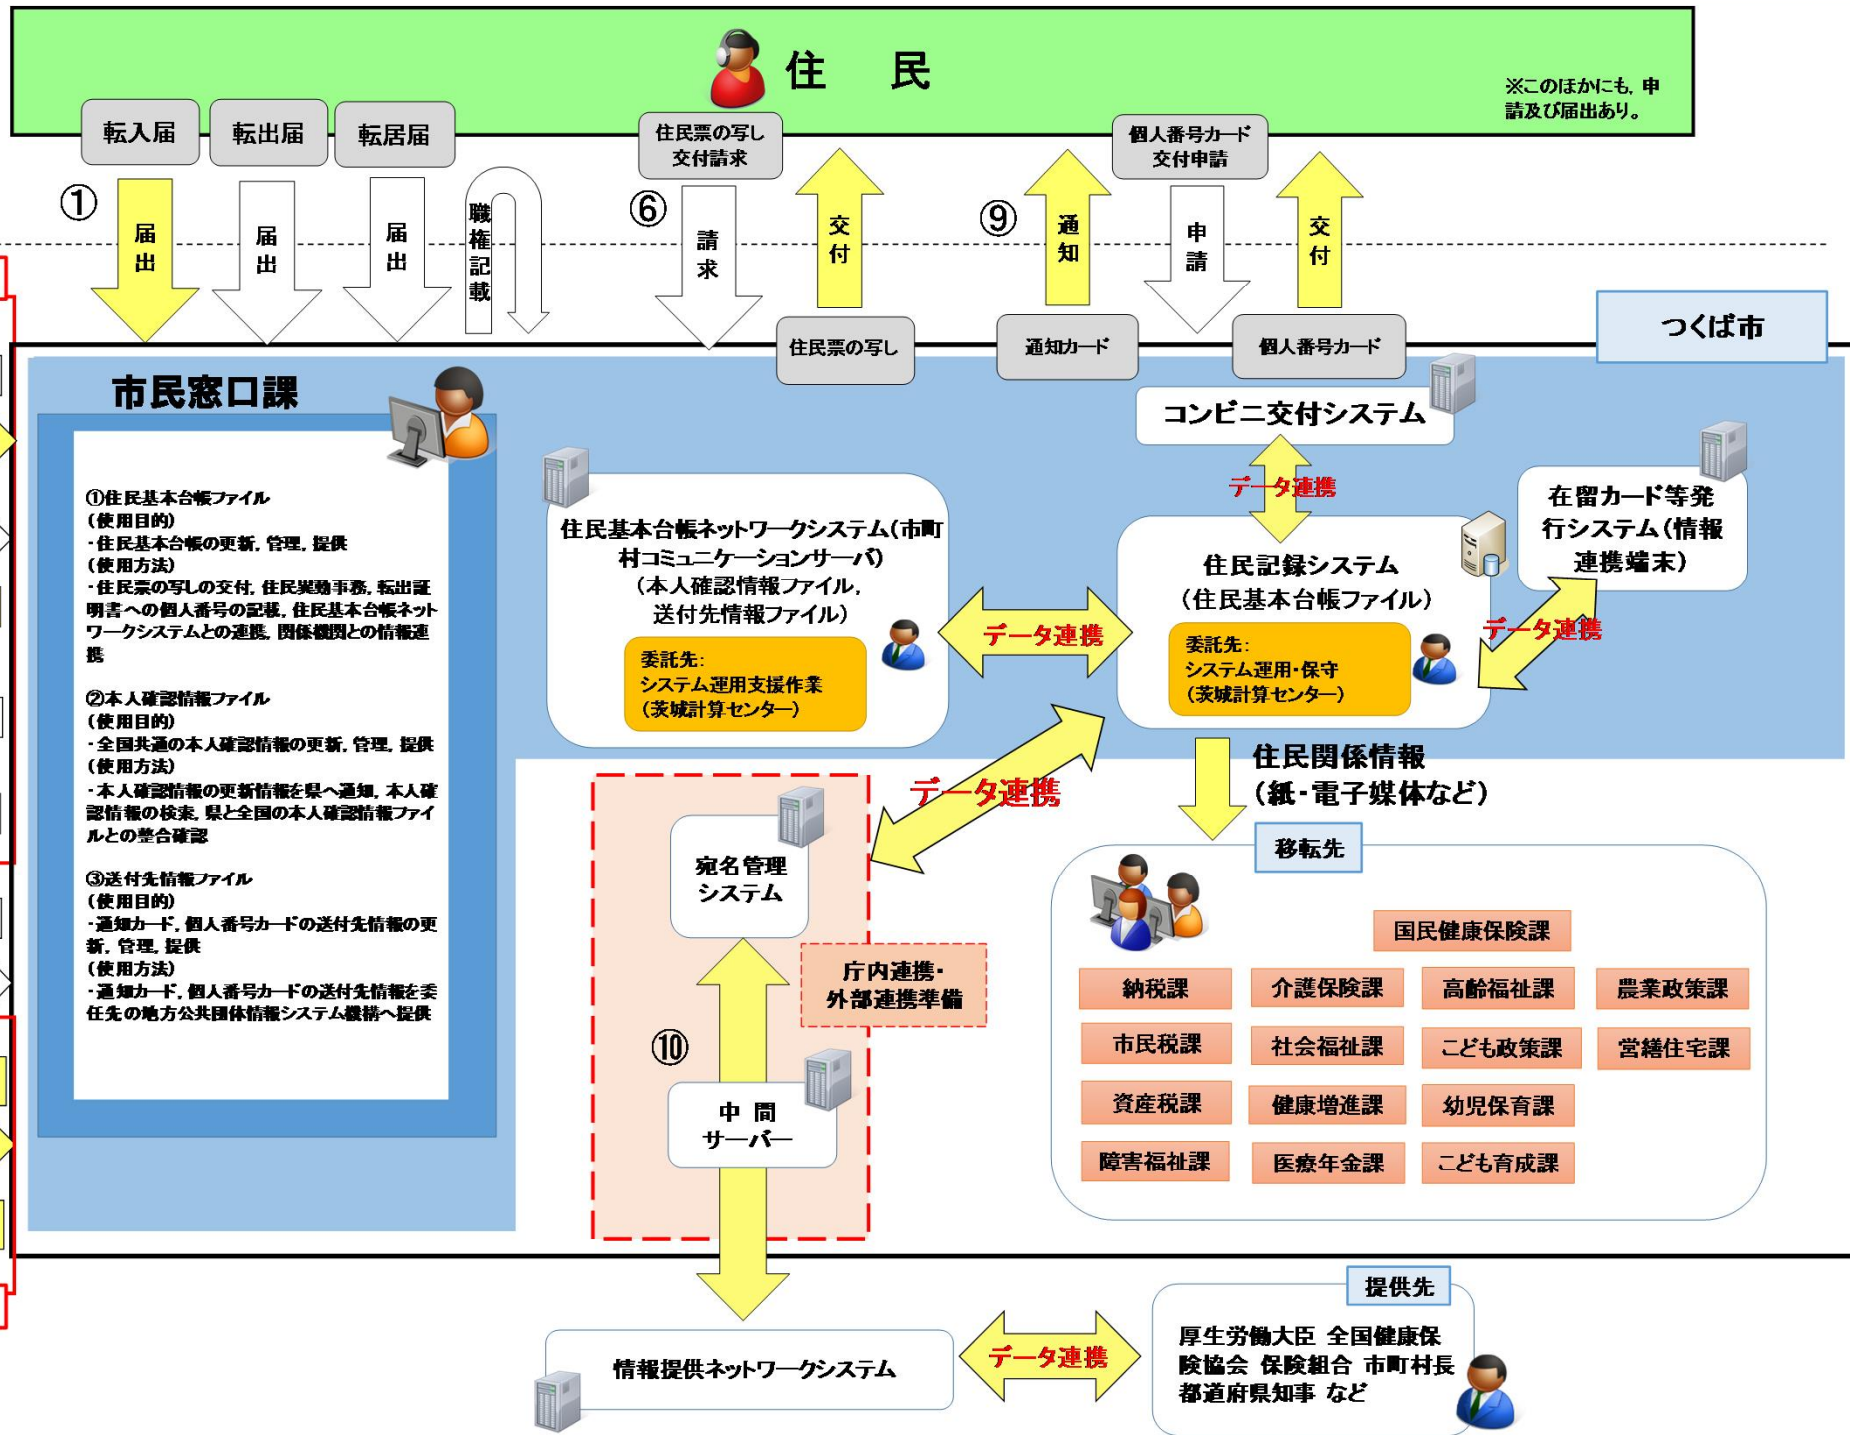 住　民
※このほかにも, 申
請及び届出あり。
転入届
転出届
転居届
住民票の写し
交付請求
個人番号カード
交付申請
①
届出
届出
届出
職権記載
⑥
請求
交付
⑨
通知
申請
交付
住民票の写し
通知カード
個人番号カード
つくば市
市民窓口課
①住民基本台帳ファイル
(使用目的)
・住民基本台帳の更新, 管理, 提供
(使用方法)
・住民票の写しの交付, 住民異動事務, 転出証
明書への個人番号の記載, 住民基本台帳ネット
ワークシステムとの連携, 関係機関との情報連
携
②本人確認情報ファイル
(使用目的)
・全国共通の本人確認情報の更新, 管理, 提供
(使用方法)
・本人確認情報の更新情報を県へ通知, 本人確
認情報の検索, 県と全国の本人確認情報ファイ
ルとの整合確認
③送付先情報ファイル
(使用目的)
・通知カード, 個人番号カードの送付先情報の更
新, 管理, 提供
(使用方法)
・通知カード, 個人番号カードの送付先情報を委
任先の地方公共団体情報システム機構へ提供
コンビニ交付システム
データ連携
住民基本台帳ネットワークシステム(市町
村コミュニケーションサーバ)
(本人確認情報ファイル,
送付先情報ファイル)
委託先:
システム運用支援作業
(茨城計算センター)
データ連携
住民記録システム
(住民基本台帳ファイル)
委託先:
システム運用・保守
(茨城計算センター)
在留カード等発
行システム(情報
連携端末)
データ連携
データ連携
住民関係情報
(紙・電子媒体など)
宛名管理
システム
庁内連携・
外部連携準備
⑩
中 間
サーバー
移転先
国民健康保険課
納税課
介護保険課
高齢福祉課
農業政策課
市民税課
社会福祉課
こども政策課
営繕住宅課
資産税課
健康増進課
幼児保育課
障害福祉課
医療年金課
こども育成課
情報提供ネットワークシステム
データ連携
提供先
厚生労働大臣 全国健康保
険協会 保険組合 市町村長
都道府県知事 など